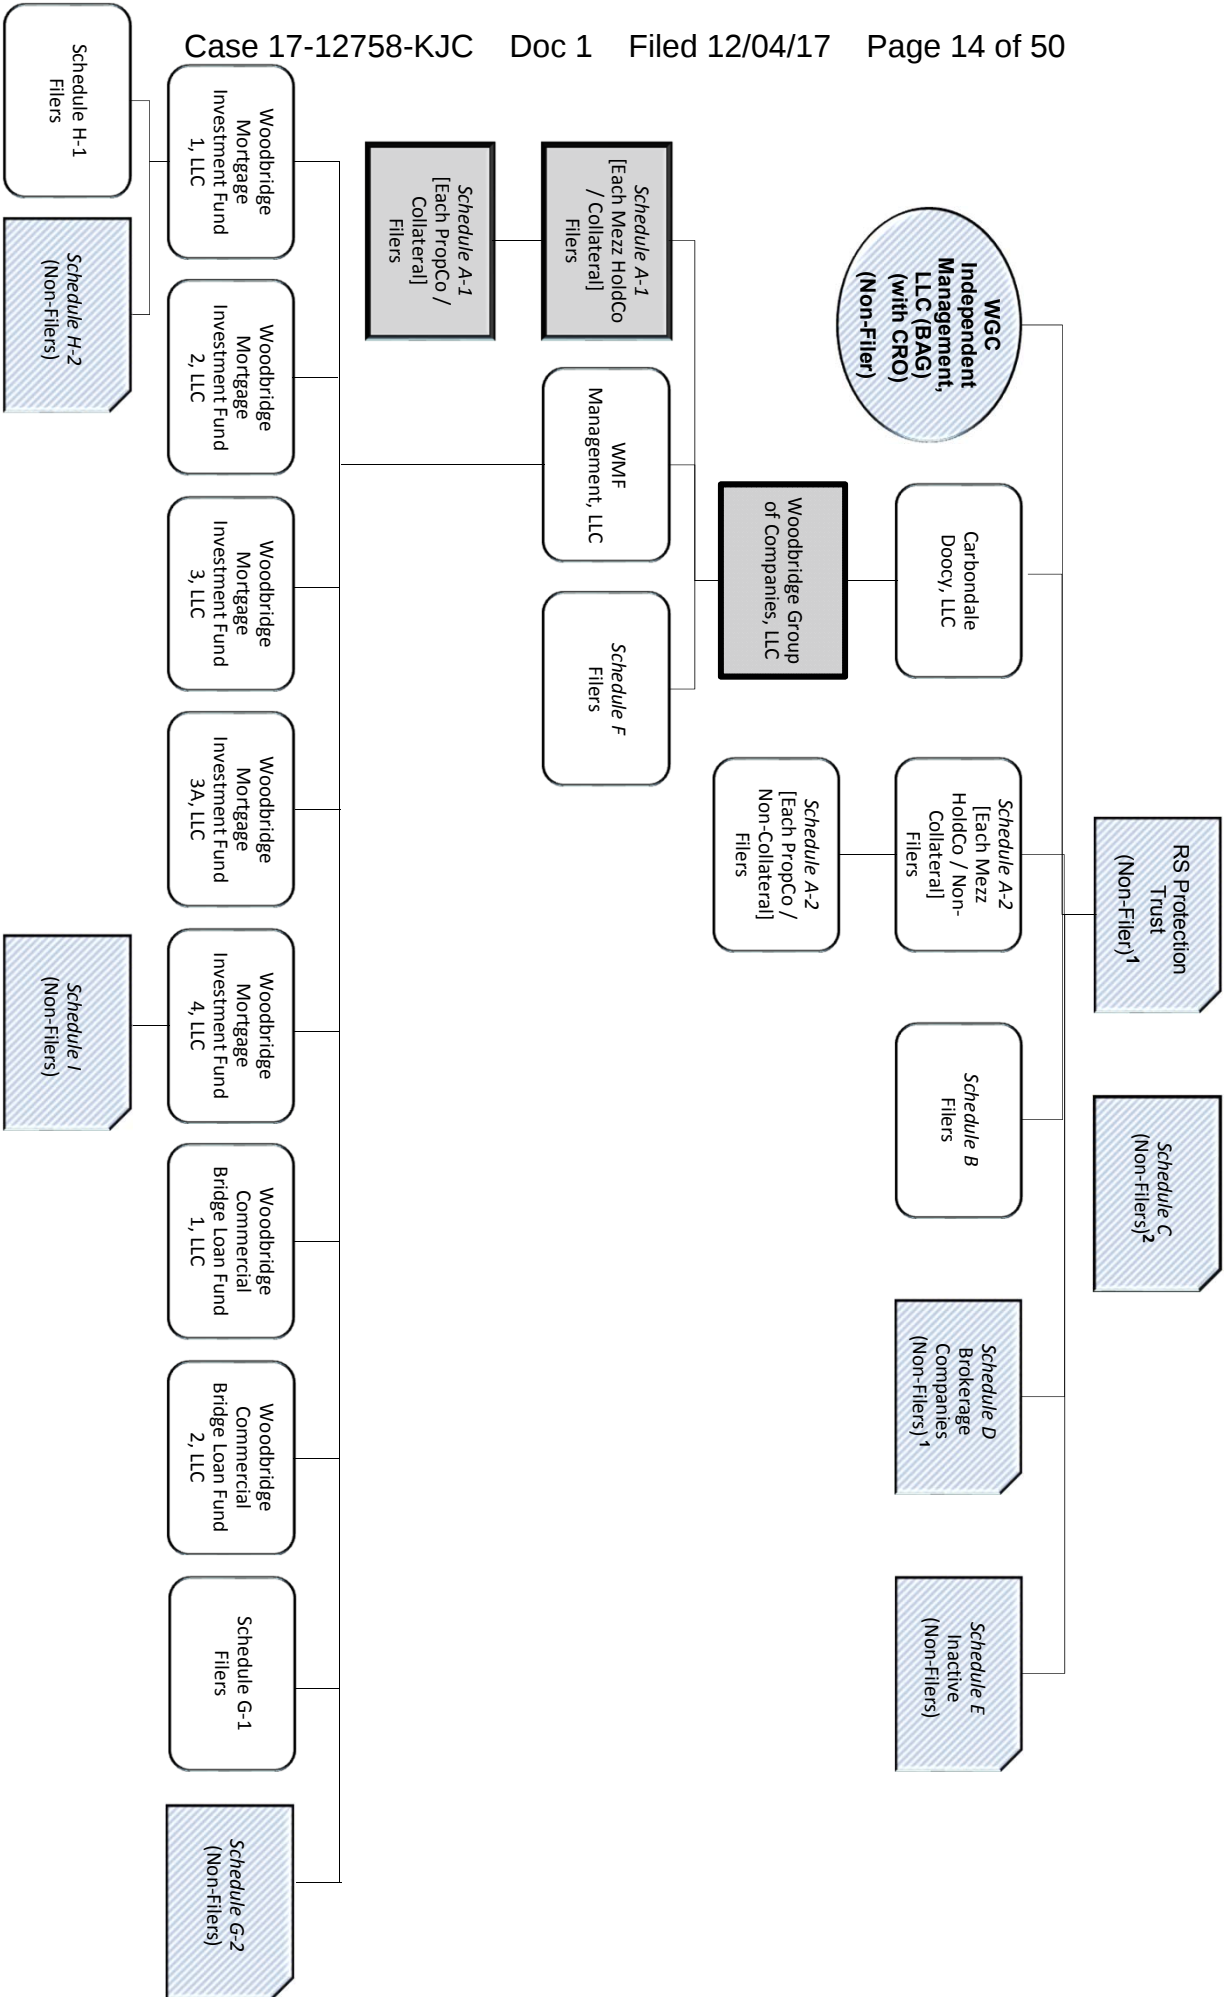 Case 17-12758-KJC Doc 1 Filed 12/04/17 Page 14 of 50
RS Protection
Trust
(Non-Filer)1
Schedule C
(Non-Filers)2
WGC
Independent
Management,
LLC (BAG)
(with CRO)
(Non-Filer)
Carbondale
Doocy, LLC
Schedule A-2
[Each Mezz
HoldCo / Non-
Collateral]
Filers
Schedule B
Filers
Schedule D
Brokerage
Companies
(Non-Filers)1
Schedule E
Inactive
(Non-Filers)
Woodbridge Group
of Companies, LLC
Schedule A-2
[Each PropCo /
Non-Collateral]
Filers
Schedule A-1
[Each Mezz HoldCo
/ Collateral]
Filers
WMF
Management, LLC
Schedule F
Filers
Schedule A-1
[Each PropCo /
Collateral]
Filers
Woodbridge
Mortgage
Investment Fund
1, LLC
Woodbridge
Mortgage
Investment Fund
2, LLC
Woodbridge
Mortgage
Investment Fund
3, LLC
Woodbridge
Mortgage
Investment Fund
3A, LLC
Woodbridge
Mortgage
Investment Fund
4, LLC
Woodbridge
Commercial
Bridge Loan Fund
1, LLC
Woodbridge
Commercial
Bridge Loan Fund
2, LLC
Schedule G-1
Filers
Schedule G-2
(Non-Filers)
Schedule H-1
Filers
Schedule H-2
(Non-Filers)
Schedule I
(Non-Filers)